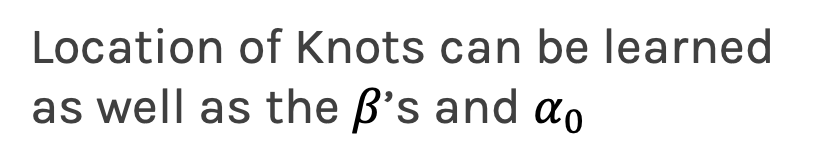 Location of Knots can be learned
as well as the β’s and α₀